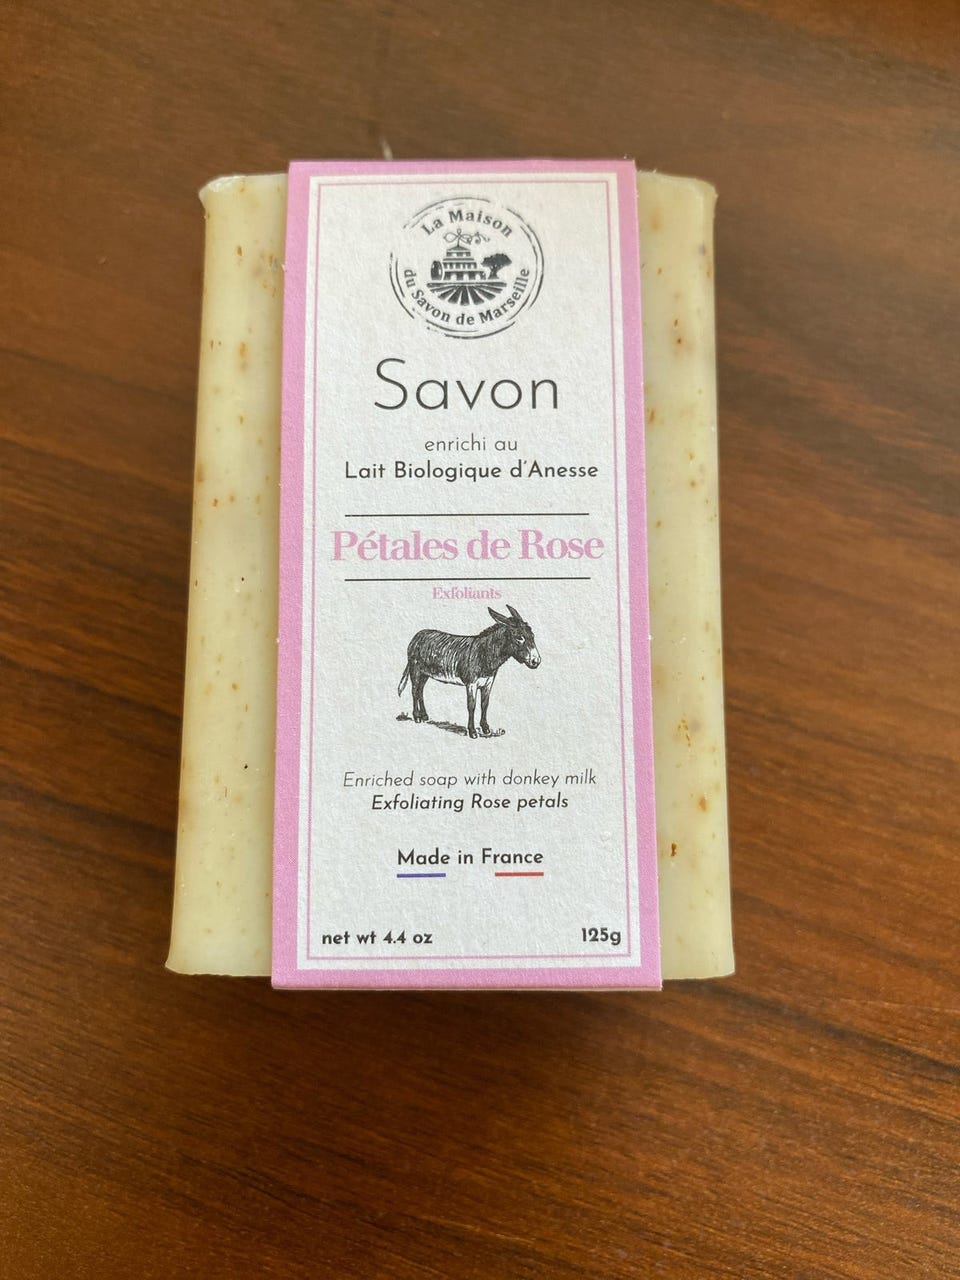 La Maison
du Savon de Marseille
Savon
enrichi au
Lait Biologique d'Anesse
Pétales de Rose
Exfoliants
Enriched soap with donkey milk
Exfoliating Rose petals
Made in France
net wt 4.4 oz 125g